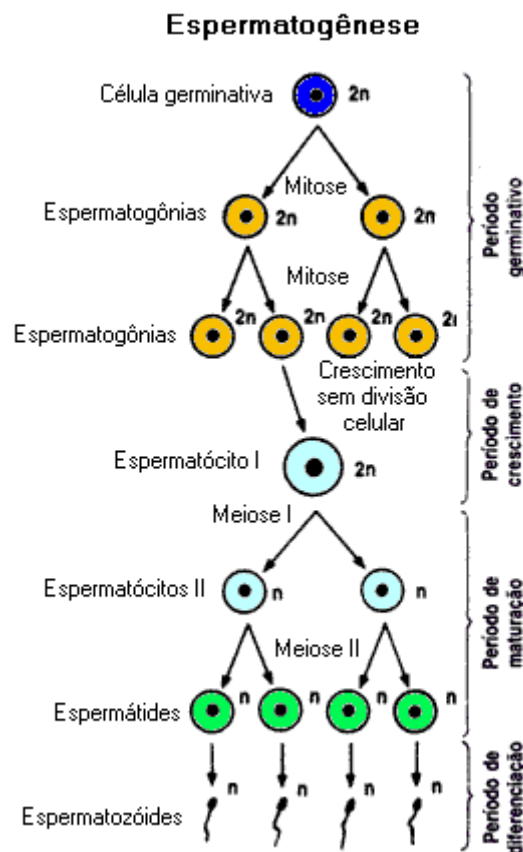 Espermatogênese
Célula germinativa
2n
Mitose
Espermatogônias
2n
2n
Período
germinativo
Mitose
Espermatogônias
2n
2n
2n
2n
Crescimento
sem divisão
celular
Espermatócito I
2n
Período de
crescimento
Meiose I
Espermatócitos II
n
n
Meiose II
Período de
maturação
Espermátides
n
n
n
n
Espermatozóides
n
n
n
n
Período de
diferenciação